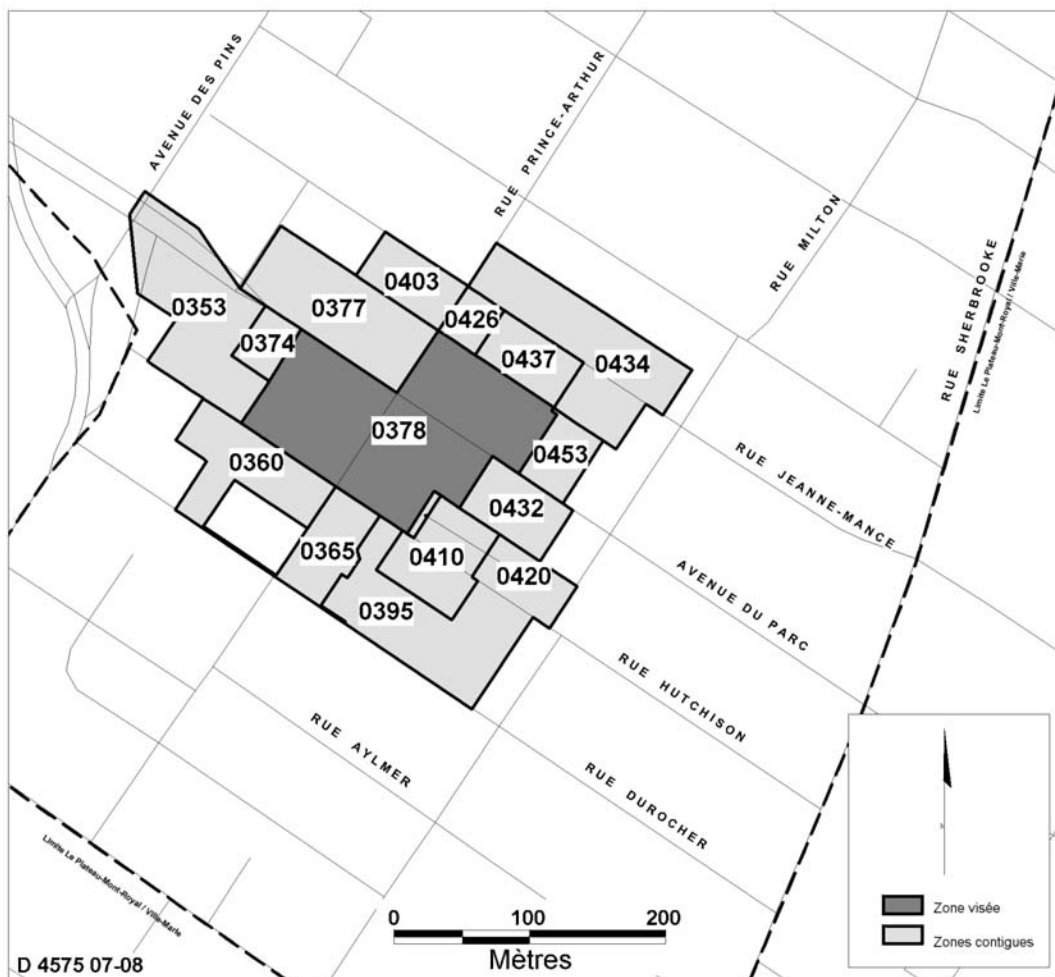 AVENUE DES PINS
RUE PRINCE-ARTHUR
RUE MILTON
RUE SHERBROOKE
Limite Le Plateau-Mont-Royal / Ville-Marie
0403
0377
0353
0426
0374
0437
0434
0378
0453
0360
0432
0365
0410
0420
0395
RUE JEANNE-MANCE
AVENUE DU PARC
RUE HUTCHISON
RUE AYLMER
RUE DUROCHER
Limite Le Plateau-Mont-Royal / Ville-Marie
0 100 200
Mètres
Zone visée
Zones contigues
D 4575 07-08